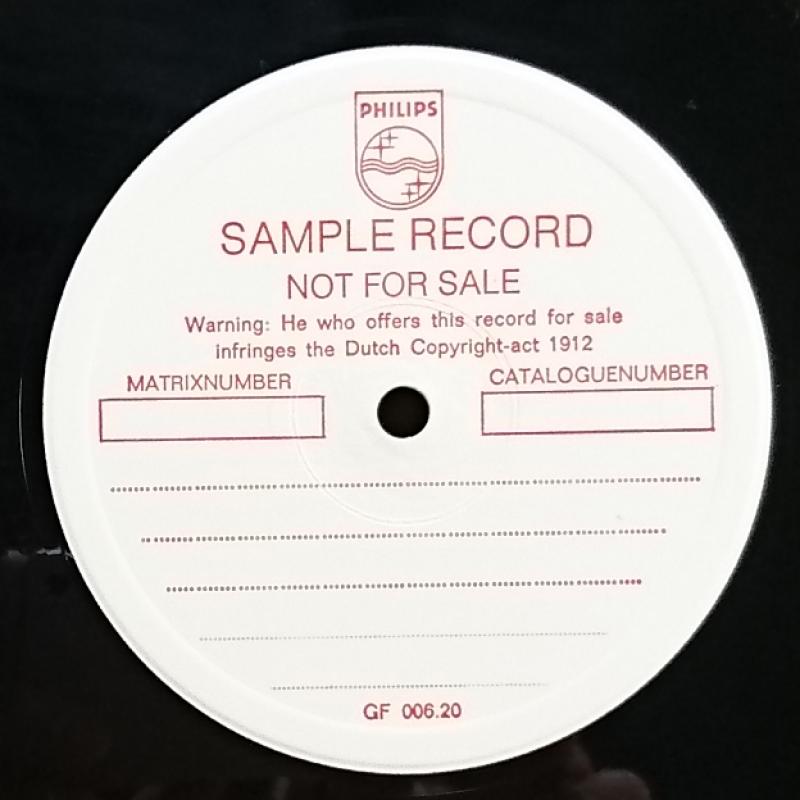 PHILIPS
SAMPLE RECORD
NOT FOR SALE
Warning: He who offers this record for sale
infringes the Dutch Copyright-act 1912
MATRIXNUMBER CATALOGUENUMBER
GF 006.20